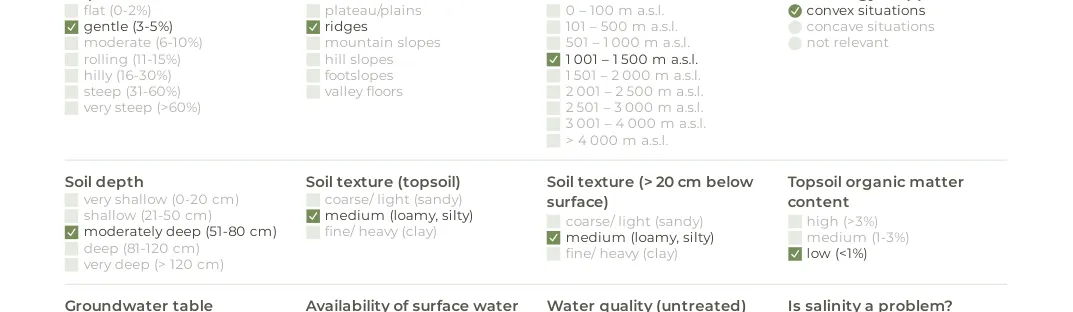 flat (0-2%)
gentle (3-5%)
moderate (6-10%)
rolling (11-15%)
hilly (16-30%)
steep (31-60%)
very steep (>60%)
plateau/plains
ridges
mountain slopes
hill slopes
footslopes
valley floors
0 – 100 m a.s.l.
101 – 500 m a.s.l.
501 – 1 000 m a.s.l.
1 001 – 1 500 m a.s.l.
1 501 – 2 000 m a.s.l.
2 001 – 2 500 m a.s.l.
2 501 – 3 000 m a.s.l.
3 001 – 4 000 m a.s.l.
> 4 000 m a.s.l.
convex situations
concave situations
not relevant
Soil depth
very shallow (0-20 cm)
shallow (21-50 cm)
moderately deep (51-80 cm)
deep (81-120 cm)
very deep (> 120 cm)
Soil texture (topsoil)
coarse/ light (sandy)
medium (loamy, silty)
fine/ heavy (clay)
Soil texture (> 20 cm below
surface)
coarse/ light (sandy)
medium (loamy, silty)
fine/ heavy (clay)
Topsoil organic matter
content
high (>3%)
medium (1-3%)
low (<1%)
Groundwater table
Availability of surface water
Water quality (untreated)
Is salinity a problem?